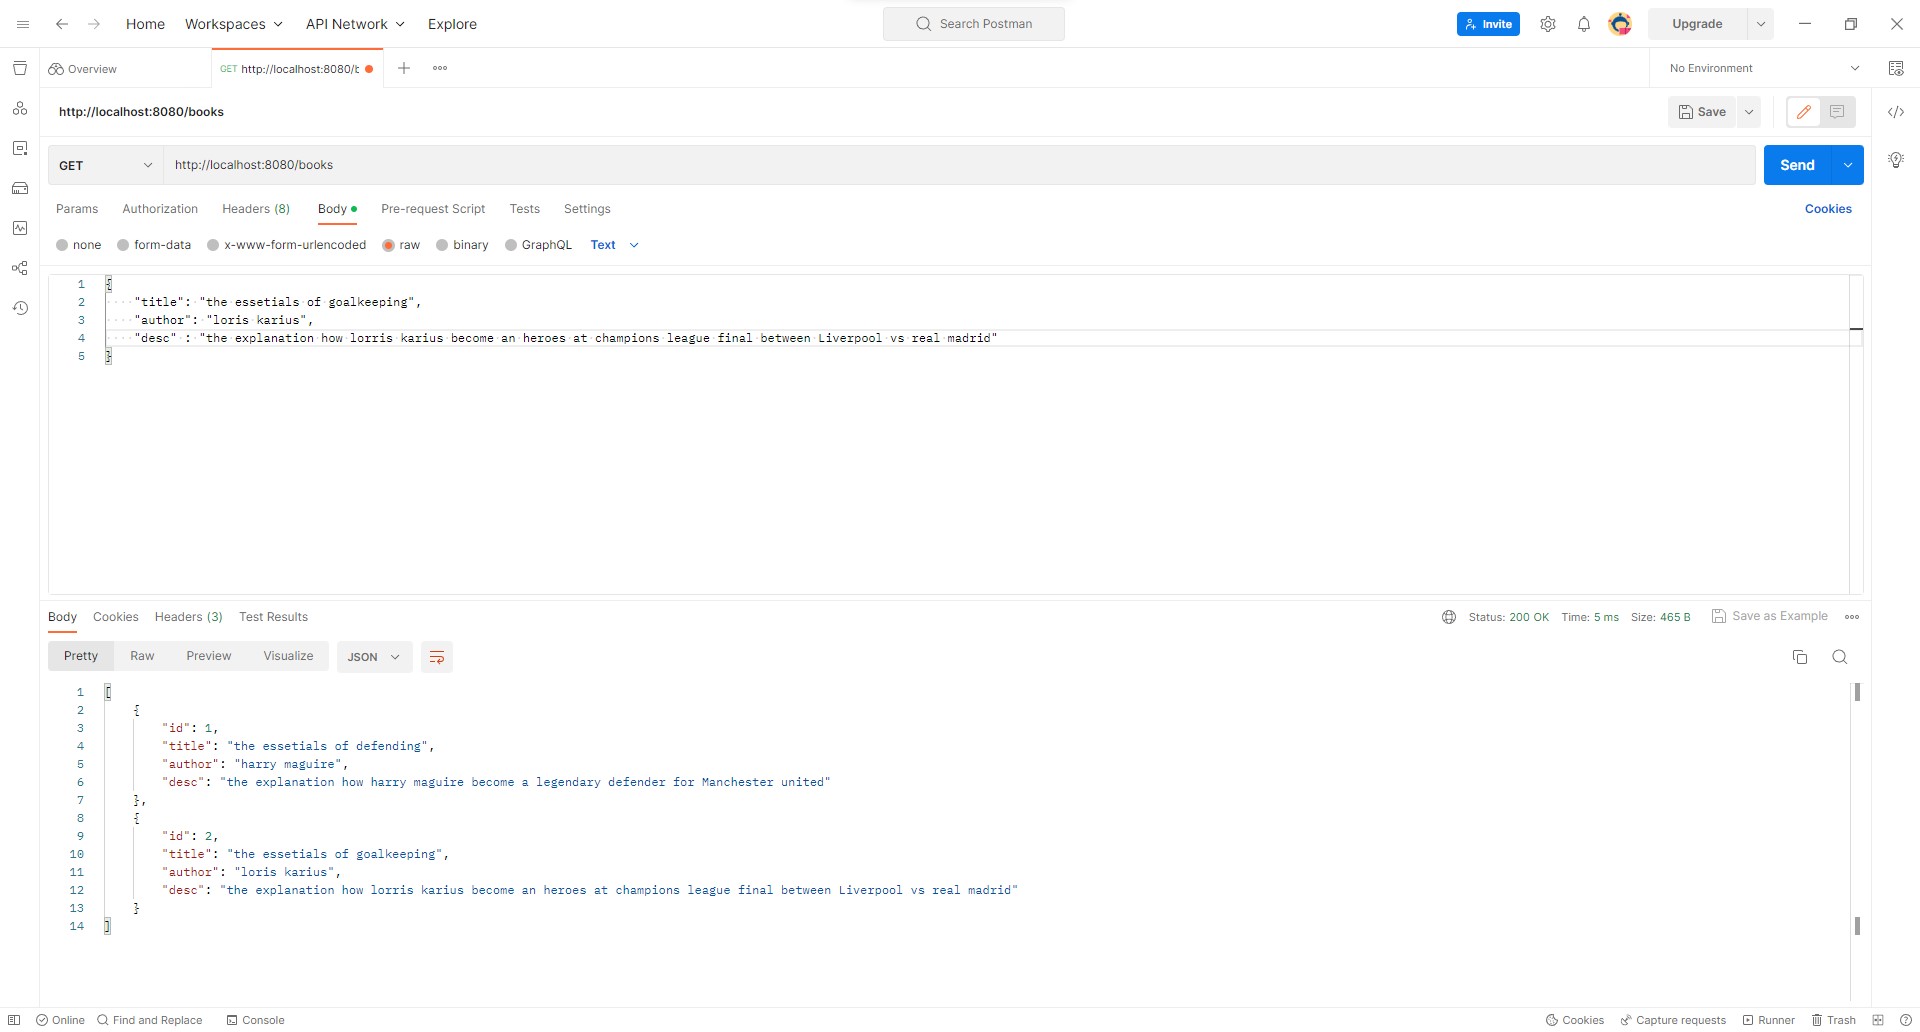 Home Workspaces API Network Explore Search Postman Invite Upgrade
Overview GET http://localhost:8080/b No Environment
http://localhost:8080/books Save
GET http://localhost:8080/books Send
Params Authorization Headers (8) Body Pre-request Script Tests Settings Cookies
none form-data x-www-form-urlencoded raw binary GraphQL Text
1 {
2 "title": "the essetials of goalkeeping",
3 "author": "loris karius",
4 "desc" : "the explanation how lorris karius become an heroes at champions league final between Liverpool vs real madrid"
5 }
Body Cookies Headers (3) Test Results Status: 200 OK Time: 5 ms Size: 465 B Save as Example
Pretty Raw Preview Visualize JSON
1 [
2 {
3 "id": 1,
4 "title": "the essetials of defending",
5 "author": "harry maguire",
6 "desc": "the explanation how harry maguire become a legendary defender for Manchester united"
7 },
8 {
9 "id": 2,
10 "title": "the essetials of goalkeeping",
11 "author": "loris karius",
12 "desc": "the explanation how lorris karius become an heroes at champions league final between Liverpool vs real madrid"
13 }
14 ]
Online Find and Replace Console Cookies Capture requests Runner Trash